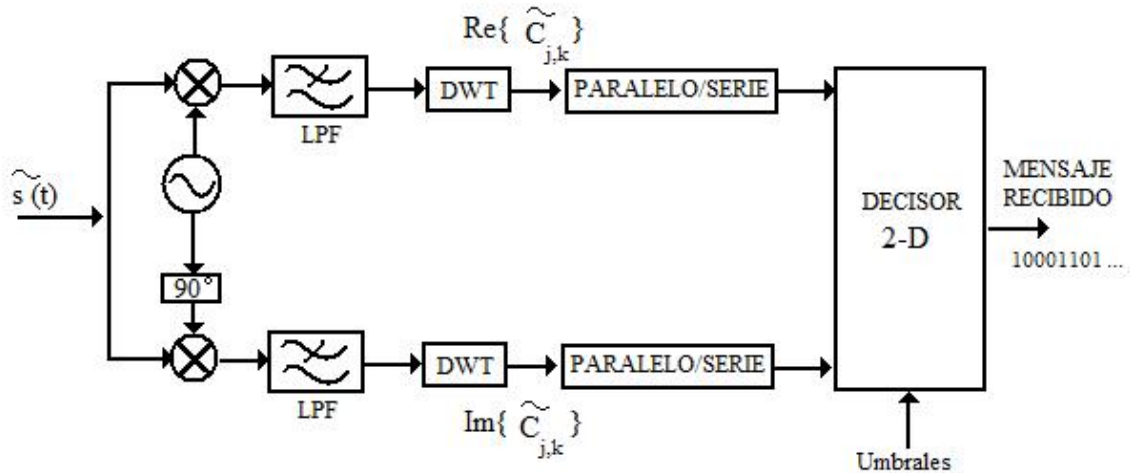 Re{ C̃ j,k }
LPF
DWT
PARALELO/SERIE
s̃ (t)
DECISOR
2-D
MENSAJE
RECIBIDO
10001101 ...
90°
LPF
DWT
PARALELO/SERIE
Im{ C̃ j,k }
Umbrales